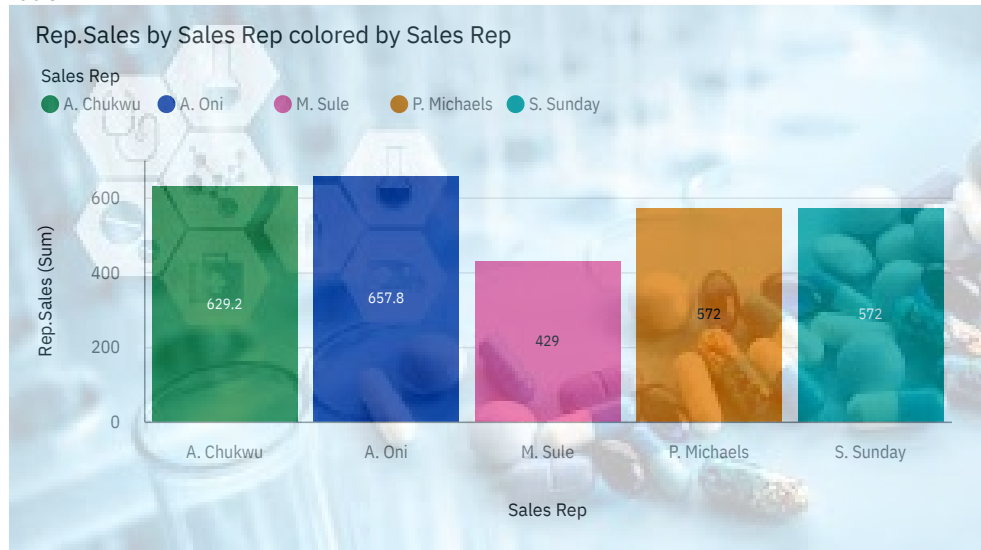 Rep.Sales by Sales Rep colored by Sales Rep
Sales Rep
A. Chukwu A. Oni M. Sule P. Michaels S. Sunday
Rep.Sales (Sum)
600
400
200
0
629.2 657.8 429 572 572
A. Chukwu A. Oni M. Sule P. Michaels S. Sunday
Sales Rep